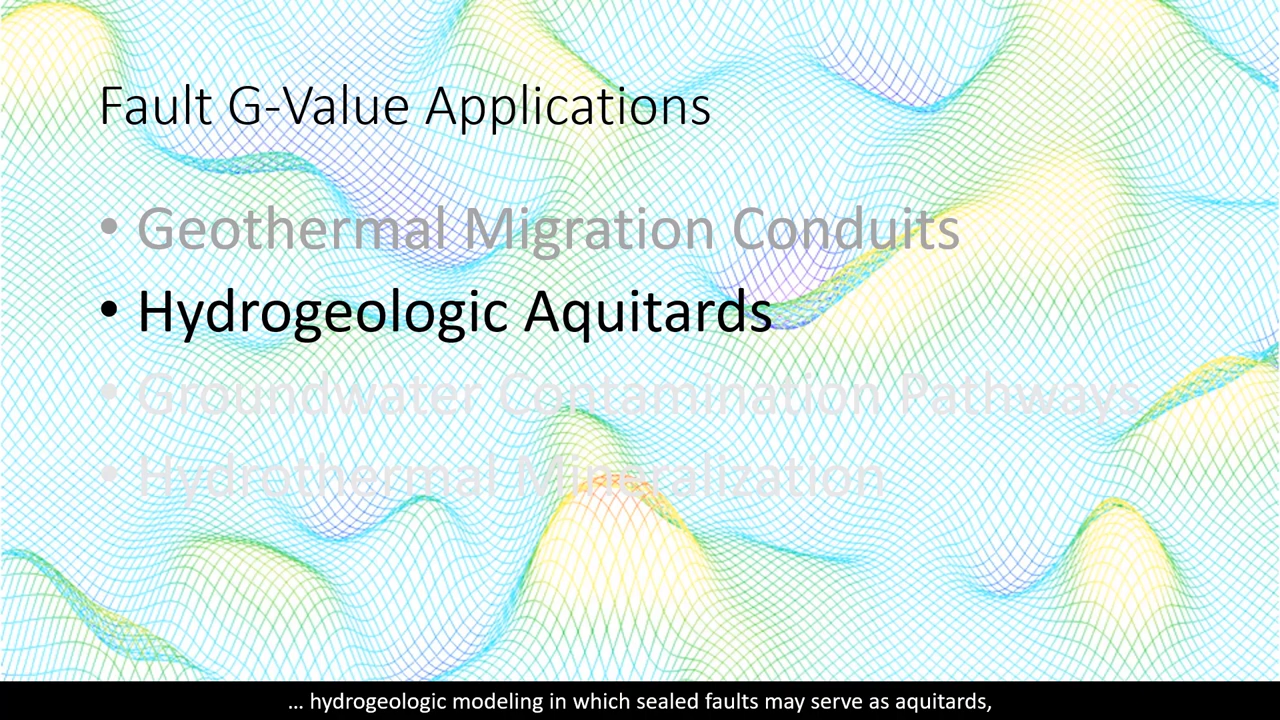 Fault G-Value Applications
• Geothermal Migration Conduits
• Hydrogeologic Aquitards
• Groundwater Contamination Pathways
• Hydrothermal Mineralization
... hydrogeologic modeling in which sealed faults may serve as aquitards,